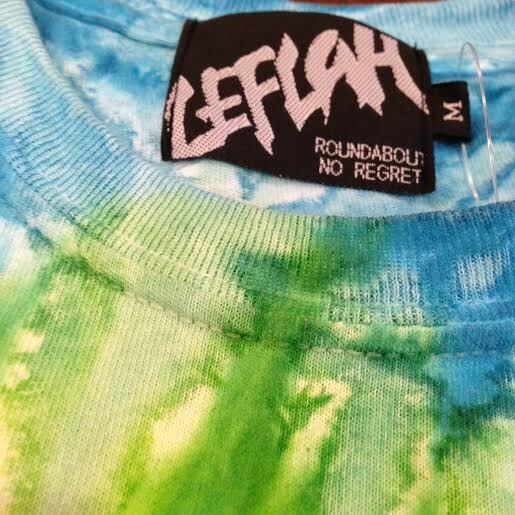 LEFLAH
M
ROUNDABOUT
NO REGRET